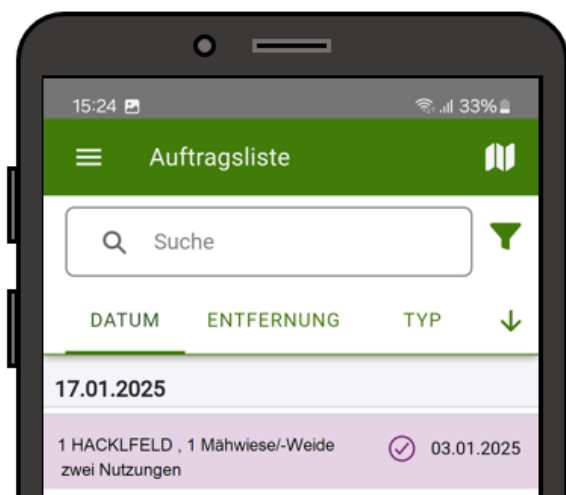 15:24 33%
Auftragsliste
Suche
DATUM ENTFERNUNG TYP
17.01.2025
1 HACKLFELD , 1 Mähwiese/-Weide 03.01.2025
zwei Nutzungen